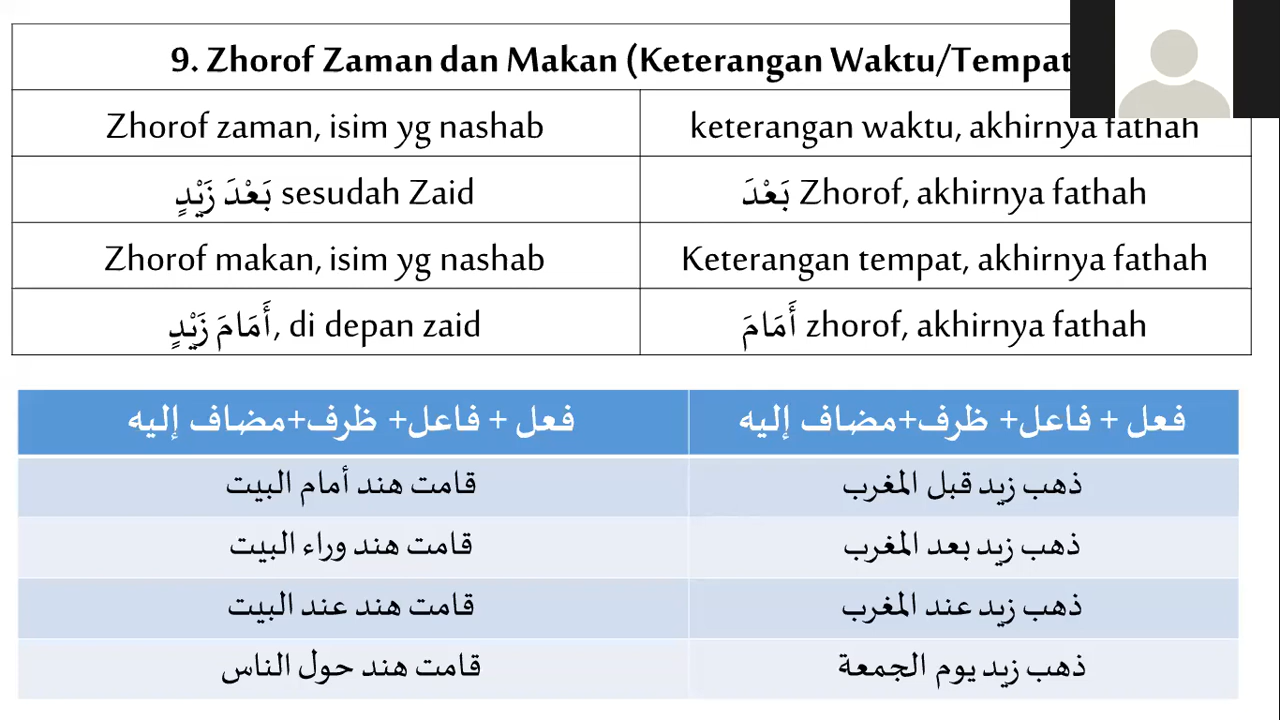 9. Zhorof Zaman dan Makan (Keterangan Waktu/Tempat
Zhorof zaman, isim yg nashab
keterangan waktu, akhirnya fathah
بَعْدَ زَيْدٍ sesudah Zaid
بَعْدَ Zhorof, akhirnya fathah
Zhorof makan, isim yg nashab
Keterangan tempat, akhirnya fathah
أَمَامَ زَيْدٍ, di depan zaid
أَمَامَ zhorof, akhirnya fathah
فعل + فاعل+ ظرف+مضاف إليه
فعل + فاعل+ ظرف+مضاف إليه
ذهب زيد قبل المغرب
قامت هند أمام البيت
ذهب زيد بعد المغرب
قامت هند وراء البيت
ذهب زيد عند المغرب
قامت هند عند البيت
ذهب زيد يوم الجمعة
قامت هند حول الناس